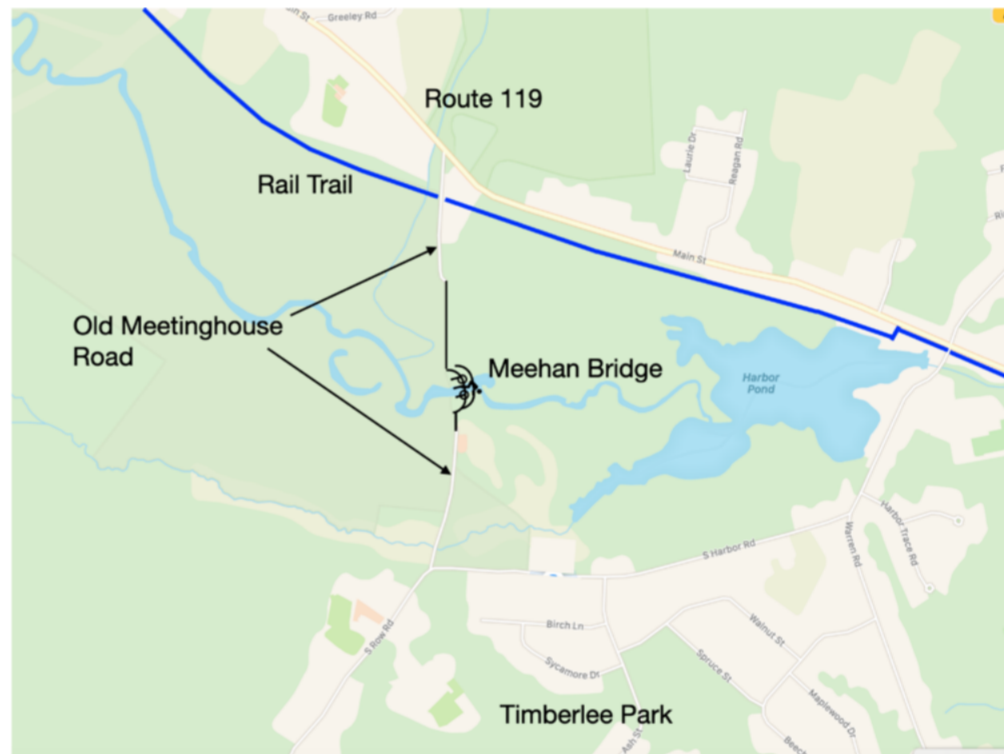 Greeley Rd
Route 119
Laurie Dr
Reagan Rd
Rail Trail
Main St
Old Meetinghouse
Road
Meehan Bridge
Harbor
Pond
Harbor Trace Rd
Warren Rd
S Harbor Rd
S Row Rd
Birch Ln
Walnut St
Sycamore Dr
Spruce St
Maplewood Dr
Timberlee Park
Ash St